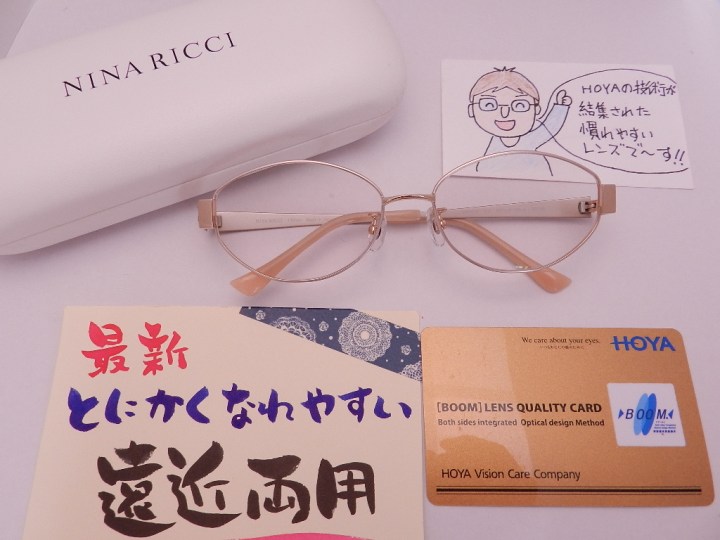 NINA RICCI
HOYAの技術が
結集された
慣れやすい
レンズで〜す!!
最新
とにかくなれやすい
遠近両用
We care about your eyes.
HOYA
[BOOM] LENS QUALITY CARD
Both sides integrated Optical design Method
BOOM
HOYA Vision Care Company